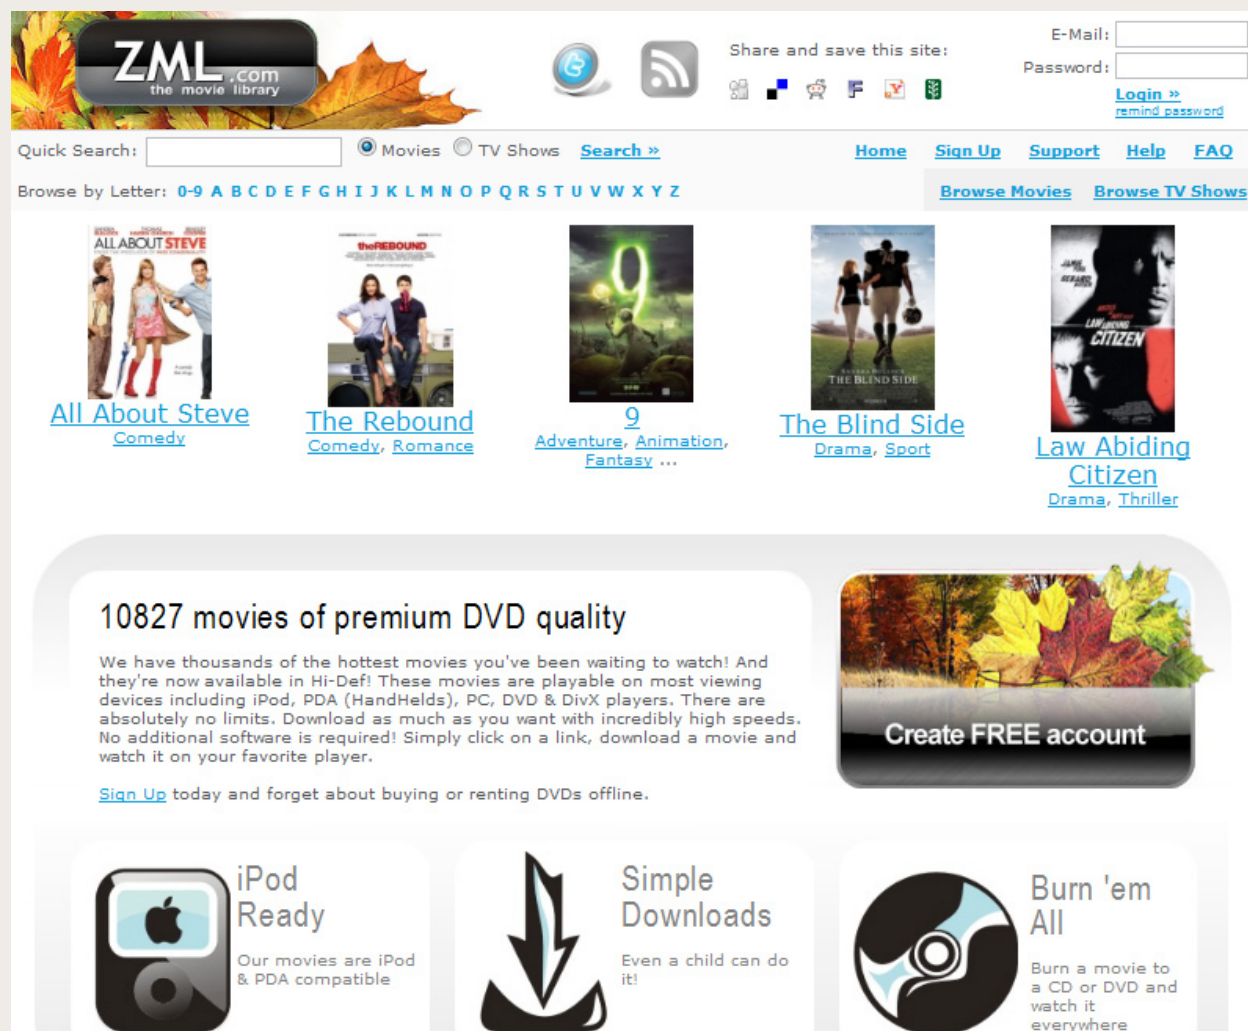 ZML.com
the movie library
Share and save this site:
E-Mail:
Password:
Login »
remind password
Quick Search: Movies TV Shows Search »
Home Sign Up Support Help FAQ
Browse by Letter: 0-9 A B C D E F G H I J K L M N O P Q R S T U V W X Y Z
Browse Movies Browse TV Shows
ALL ABOUT STEVE
theREBOUND
9
THE BLIND SIDE
LAW ABIDING
CITIZEN
All About Steve
Comedy
The Rebound
Comedy, Romance
9
Adventure, Animation,
Fantasy ...
The Blind Side
Drama, Sport
Law Abiding
Citizen
Drama, Thriller
10827 movies of premium DVD quality
We have thousands of the hottest movies you've been waiting to watch! And
they're now available in Hi-Def! These movies are playable on most viewing
devices including iPod, PDA (HandHelds), PC, DVD & DivX players. There are
absolutely no limits. Download as much as you want with incredibly high speeds.
No additional software is required! Simply click on a link, download a movie and
watch it on your favorite player.
Sign Up today and forget about buying or renting DVDs offline.
Create FREE account
iPod
Ready
Our movies are iPod
& PDA compatible
Simple
Downloads
Even a child can do
it!
Burn 'em
All
Burn a movie to
a CD or DVD and
watch it
everywhere